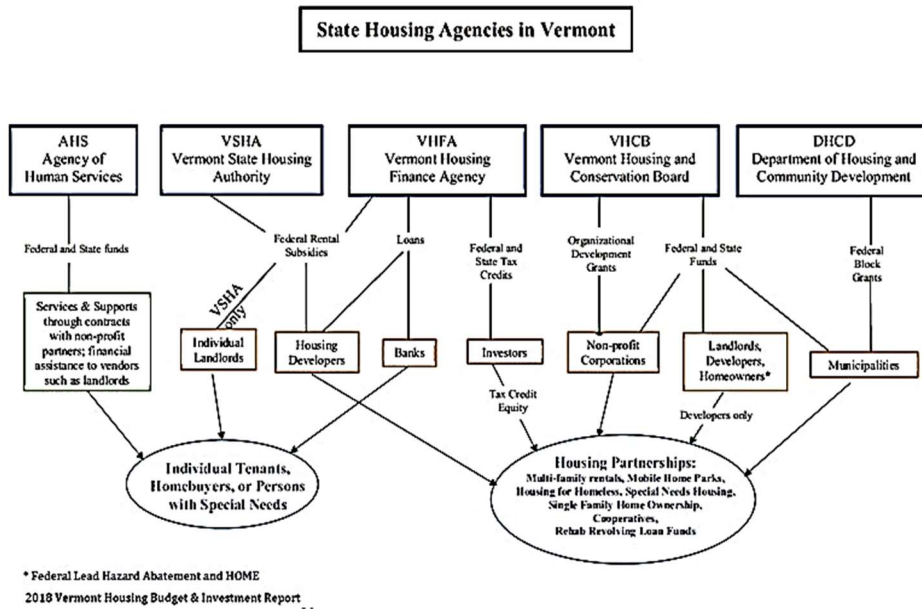 State Housing Agencies in Vermont
AHS
Agency of
Human Services
VSHA
Vermont State Housing
Authority
VHFA
Vermont Housing
Finance Agency
VHCB
Vermont Housing and
Conservation Board
DHCD
Department of Housing and
Community Development
Federal and State funds
Federal Rental
Subsidies
Loans
Federal and
State Tax
Credits
Organizational
Development
Grants
Federal and State
Funds
Federal
Block
Grants
VSHA
only
Services & Supports
through contracts
with non-profit
partners; financial
assistance to vendors
such as landlords
Individual
Landlords
Housing
Developers
Banks
Investors
Non-profit
Corporations
Landlords,
Developers,
Homeowners*
Municipalities
Tax Credit
Equity
Developers only
Individual Tenants,
Homebuyers, or Persons
with Special Needs
Housing Partnerships:
Multi-family rentals, Mobile Home Parks,
Housing for Homeless, Special Needs Housing,
Single Family Home Ownership,
Cooperatives,
Rehab Revolving Loan Funds
* Federal Lead Hazard Abatement and HOME
2018 Vermont Housing Budget & Investment Report